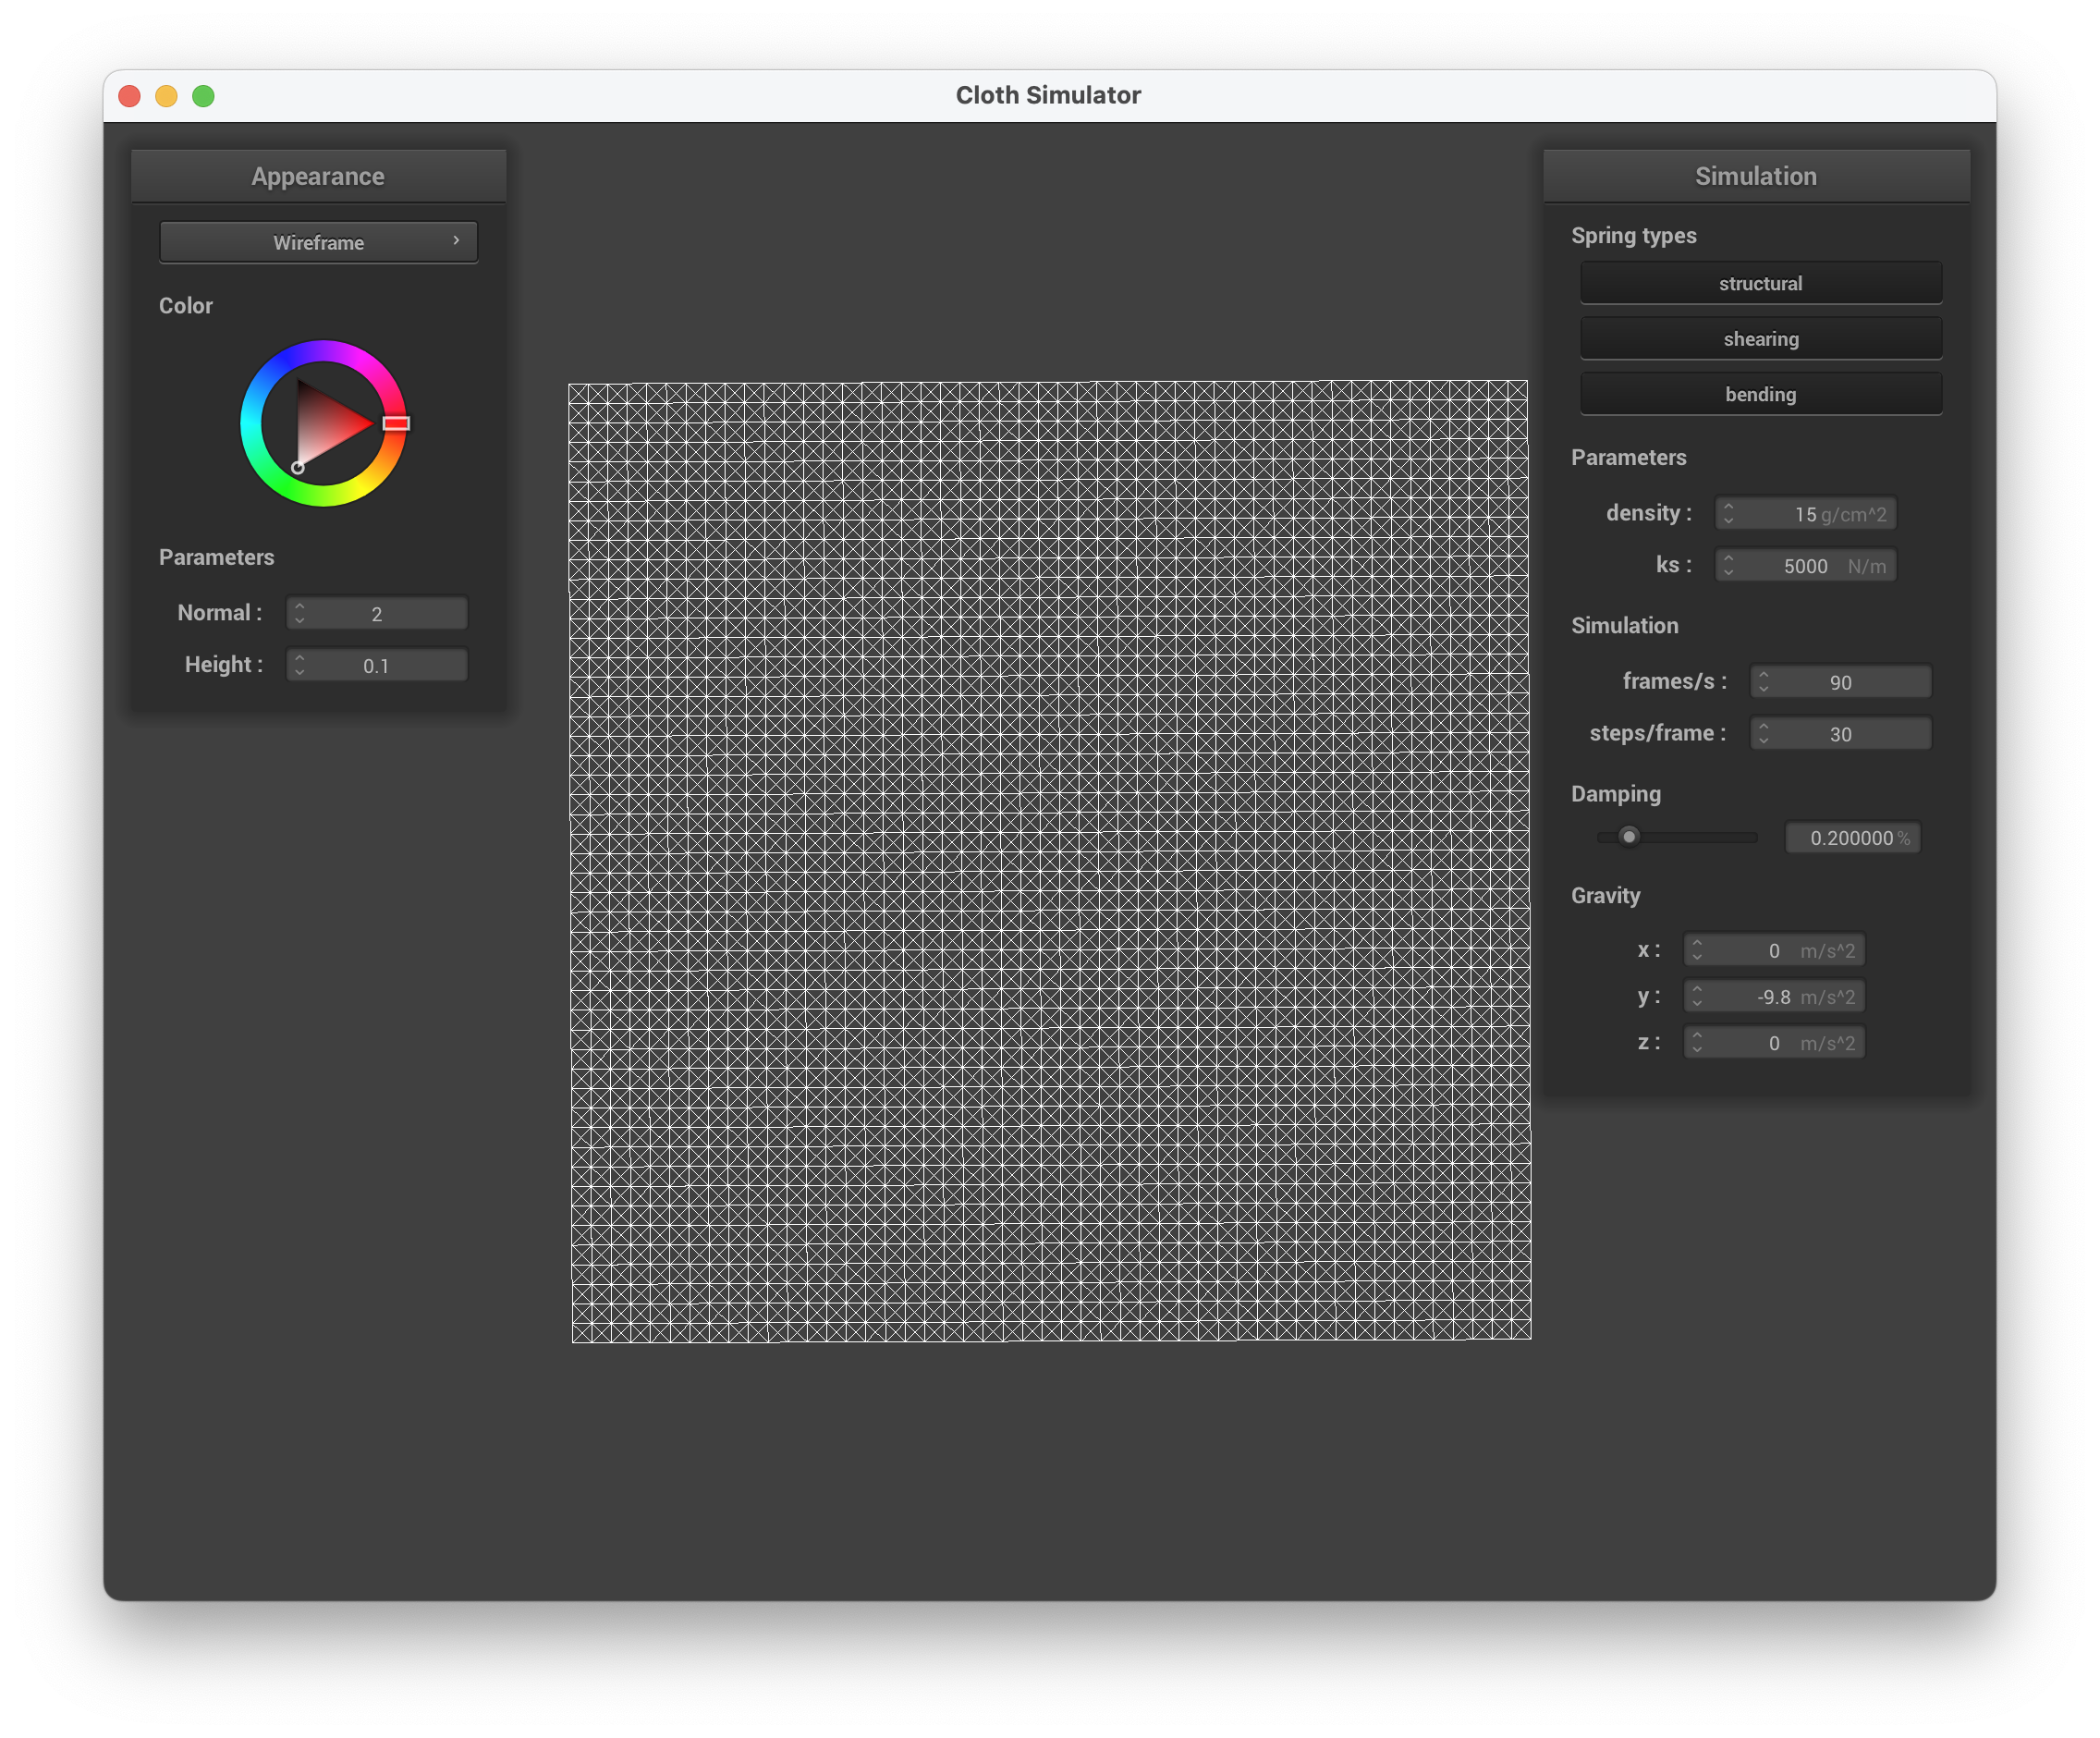 Cloth Simulator
Appearance
Wireframe
Color
Parameters
Normal : 2
Height : 0.1
Simulation
Spring types
structural
shearing
bending
Parameters
density : 15 g/cm^2
ks : 5000 N/m
Simulation
frames/s : 90
steps/frame : 30
Damping
0.200000 %
Gravity
x : 0 m/s^2
y : -9.8 m/s^2
z : 0 m/s^2